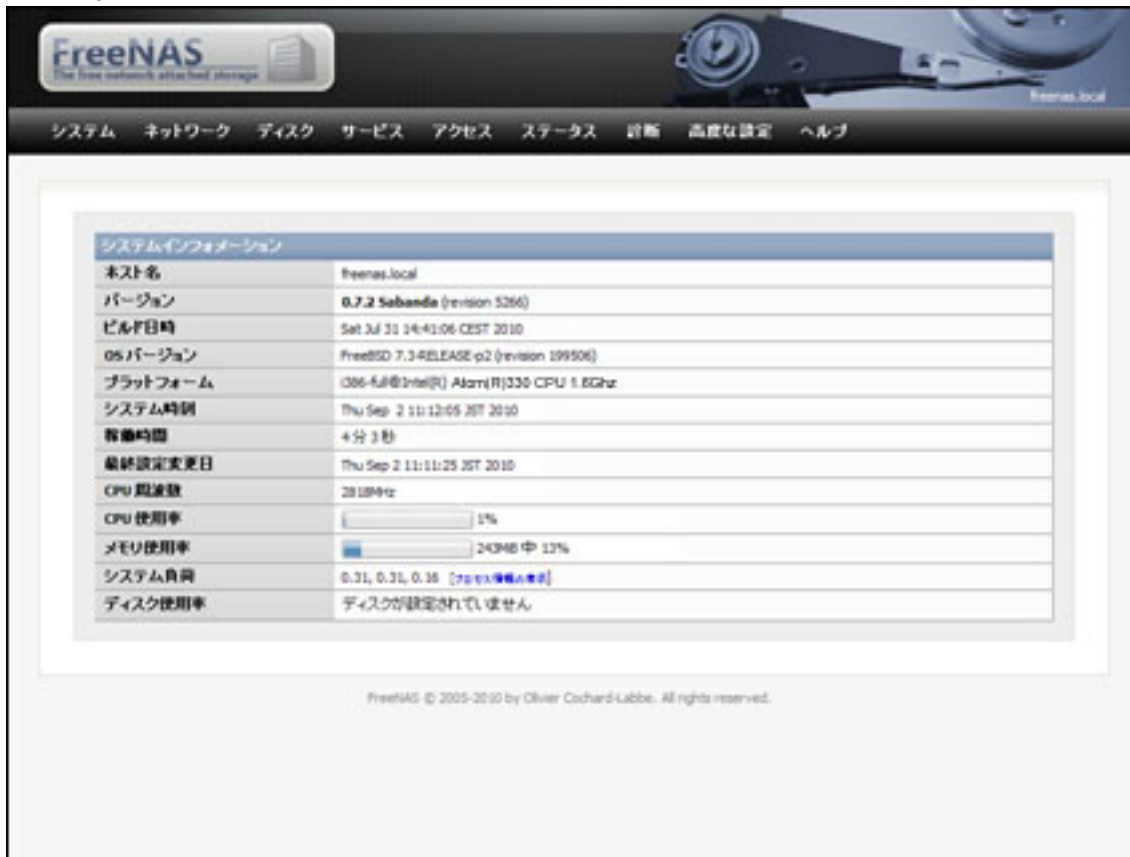 FreeNAS
The free network attached storage
freenas.local
システム ネットワーク ディスク サービス アクセス ステータス 診断 高度な設定 ヘルプ
システムインフォメーション
ホスト名 freenas.local
バージョン 0.7.2 Sabanda (revision 5266)
ビルド日時 Sat Jul 31 14:41:06 CEST 2010
OSバージョン FreeBSD 7.3-RELEASE-p2 (revision 199506)
プラットフォーム i386-full@Intel(R) Atom(R)330 CPU 1.6Ghz
システム時刻 Thu Sep 2 11:12:05 JST 2010
稼働時間 4 分 3 秒
最終設定変更日 Thu Sep 2 11:11:25 JST 2010
CPU 周波数 2818MHz
CPU 使用率 1%
メモリ使用率 243MB 中 13%
システム負荷 0.31, 0.31, 0.16 [プロセス情報の表示]
ディスク使用率 ディスクが設定されていません
FreeNAS © 2005-2010 by Olivier Cochard-Labbe. All rights reserved.